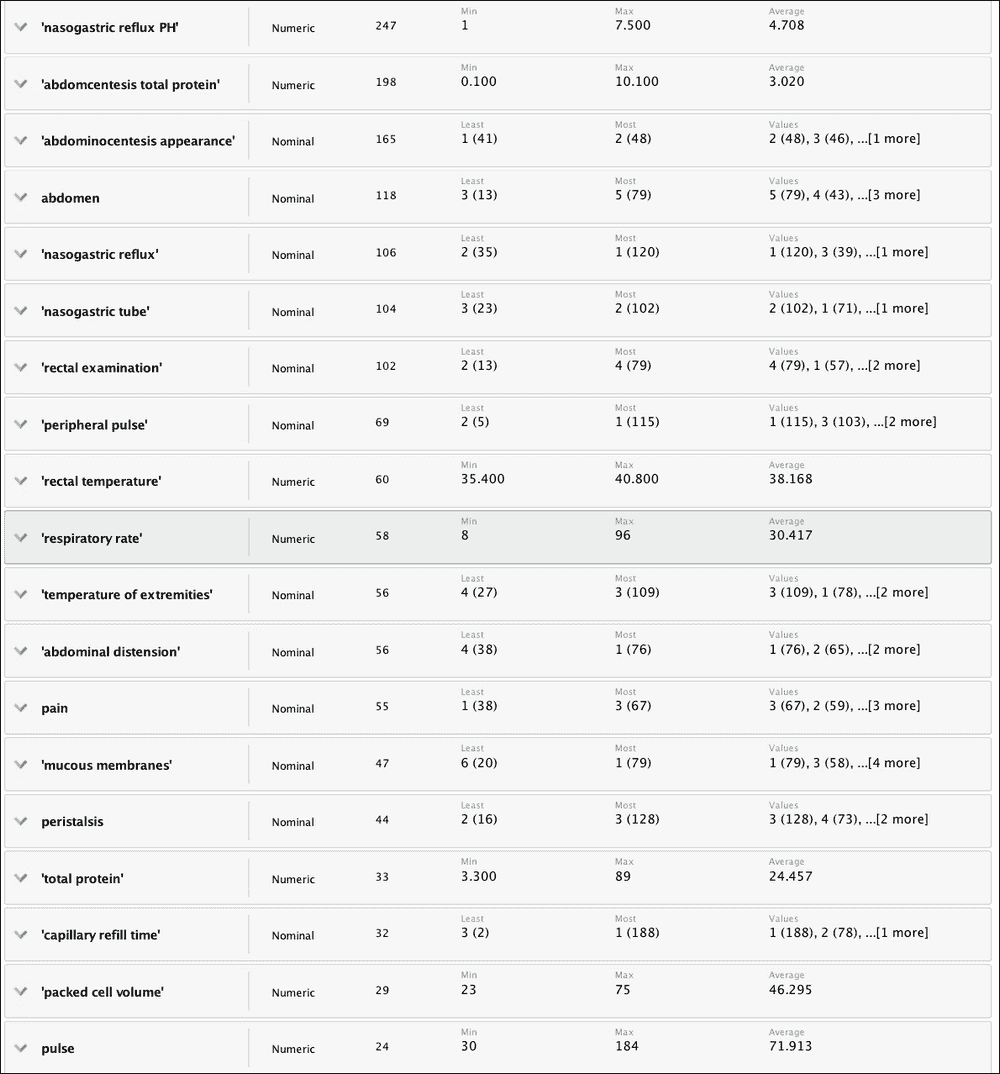 Min Max Average
'nasogastric reflux PH' Numeric 247 1 7.500 4.708
Min Max Average
'abdomcentesis total protein' Numeric 198 0.100 10.100 3.020
Least Most Values
'abdominocentesis appearance' Nominal 165 1 (41) 2 (48) 2 (48), 3 (46), ...[1 more]
Least Most Values
abdomen Nominal 118 3 (13) 5 (79) 5 (79), 4 (43), ...[3 more]
Least Most Values
'nasogastric reflux' Nominal 106 2 (35) 1 (120) 1 (120), 3 (39), ...[1 more]
Least Most Values
'nasogastric tube' Nominal 104 3 (23) 2 (102) 2 (102), 1 (71), ...[1 more]
Least Most Values
'rectal examination' Nominal 102 2 (13) 4 (79) 4 (79), 1 (57), ...[2 more]
Least Most Values
'peripheral pulse' Nominal 69 2 (5) 1 (115) 1 (115), 3 (103), ...[2 more]
Min Max Average
'rectal temperature' Numeric 60 35.400 40.800 38.168
Min Max Average
'respiratory rate' Numeric 58 8 96 30.417
Least Most Values
'temperature of extremities' Nominal 56 4 (27) 3 (109) 3 (109), 1 (78), ...[2 more]
Least Most Values
'abdominal distension' Nominal 56 4 (38) 1 (76) 1 (76), 2 (65), ...[2 more]
Least Most Values
pain Nominal 55 1 (38) 3 (67) 3 (67), 2 (59), ...[3 more]
Least Most Values
'mucous membranes' Nominal 47 6 (20) 1 (79) 1 (79), 3 (58), ...[4 more]
Least Most Values
peristalsis Nominal 44 2 (16) 3 (128) 3 (128), 4 (73), ...[2 more]
Min Max Average
'total protein' Numeric 33 3.300 89 24.457
Least Most Values
'capillary refill time' Nominal 32 3 (2) 1 (188) 1 (188), 2 (78), ...[1 more]
Min Max Average
'packed cell volume' Numeric 29 23 75 46.295
Min Max Average
pulse Numeric 24 30 184 71.913